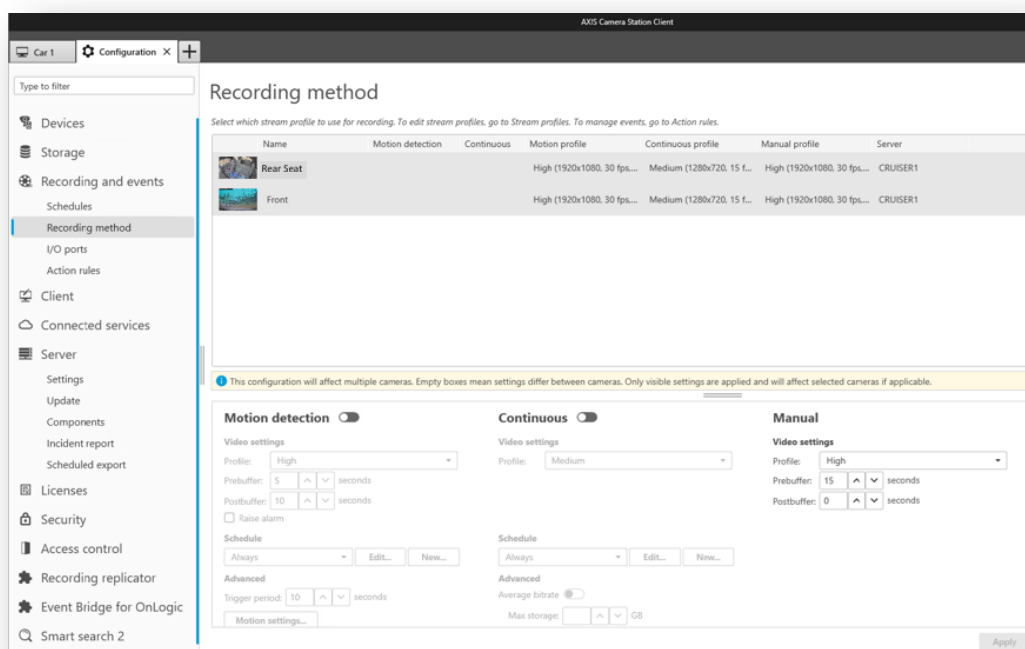 AXIS Camera Station Client
Car 1
Configuration
Type to filter
Devices
Storage
Recording and events
Schedules
Recording method
I/O ports
Action rules
Client
Connected services
Server
Settings
Update
Components
Incident report
Scheduled export
Licenses
Security
Access control
Recording replicator
Event Bridge for OnLogic
Smart search 2
Recording method
Select which stream profile to use for recording. To edit stream profiles, go to Stream profiles. To manage events, go to Action rules.
Name Motion detection Continuous Motion profile Continuous profile Manual profile Server
Rear Seat High (1920x1080, 30 fps,... Medium (1280x720, 15 f... High (1920x1080, 30 fps,... CRUISER1
Front High (1920x1080, 30 fps,... Medium (1280x720, 15 f... High (1920x1080, 30 fps,... CRUISER1
This configuration will affect multiple cameras. Empty boxes mean settings differ between cameras. Only visible settings are applied and will affect selected cameras if applicable.
Motion detection
Video settings
Profile: High
Prebuffer: 5 seconds
Postbuffer: 10 seconds
Raise alarm
Schedule
Always Edit... New...
Advanced
Trigger period: 10 seconds
Motion settings...
Continuous
Video settings
Profile: Medium
Schedule
Always Edit... New...
Advanced
Average bitrate
Max storage: GB
Manual
Video settings
Profile: High
Prebuffer: 15 seconds
Postbuffer: 0 seconds
Apply